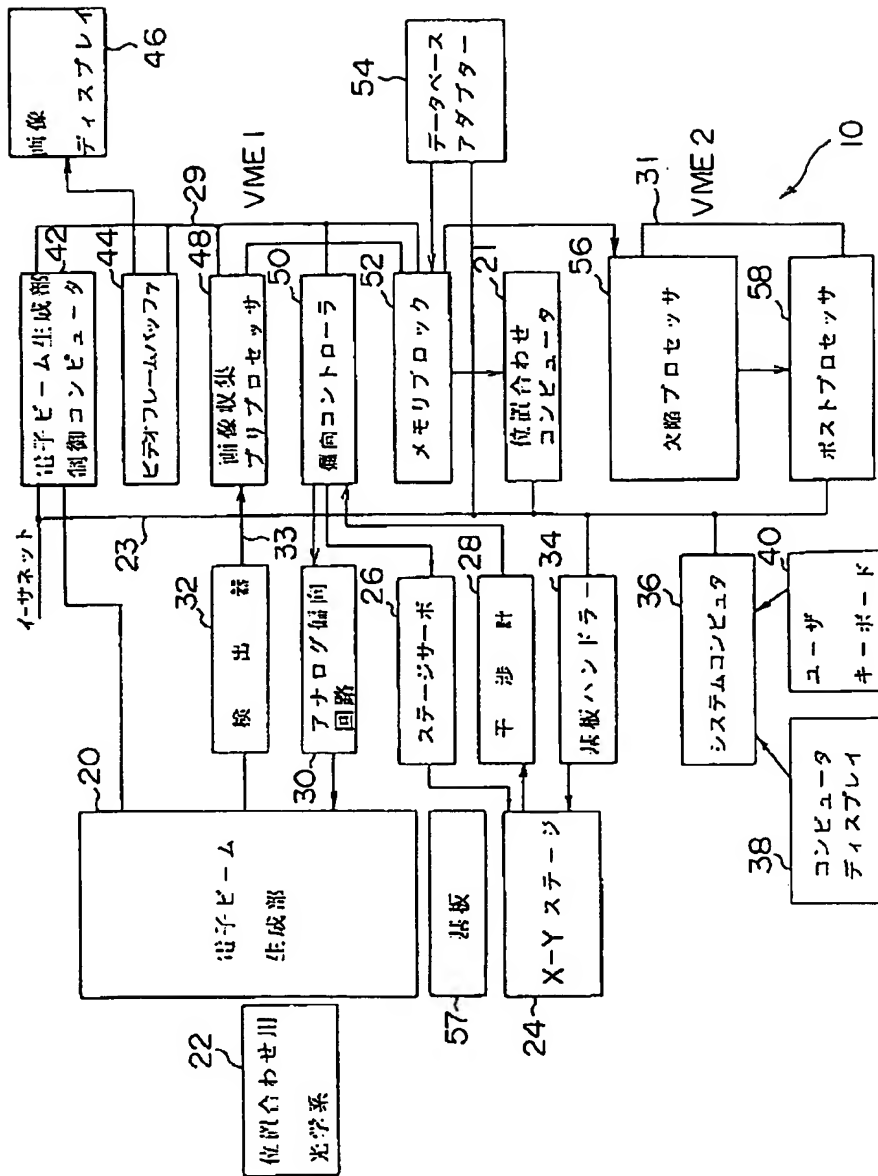 画像
ディスプレイ
46
イーサネット
電子ビーム生成部
制御コンピュータ
42
29
VME 1
ビデオフレームバッファ
44
23
32
検出器
33
画像収集
プリプロセッサ
48
20
電子ビーム
生成部
30
アナログ偏向
回路
偏向コントローラ
50
データベース
アダプター
54
22
位置合わせ用
光学系
26
ステージサーボ
メモリブロック
52
57
基板
28
干渉計
位置合わせ
コンピュータ
21
24
X-Yステージ
34
基板ハンドラー
欠陥プロセッサ
56
31
VME 2
36
システムコンピュタ
ポストプロセッサ
58
38
コンピュータ
ディスプレイ
ユーザ
キーボード
40
10